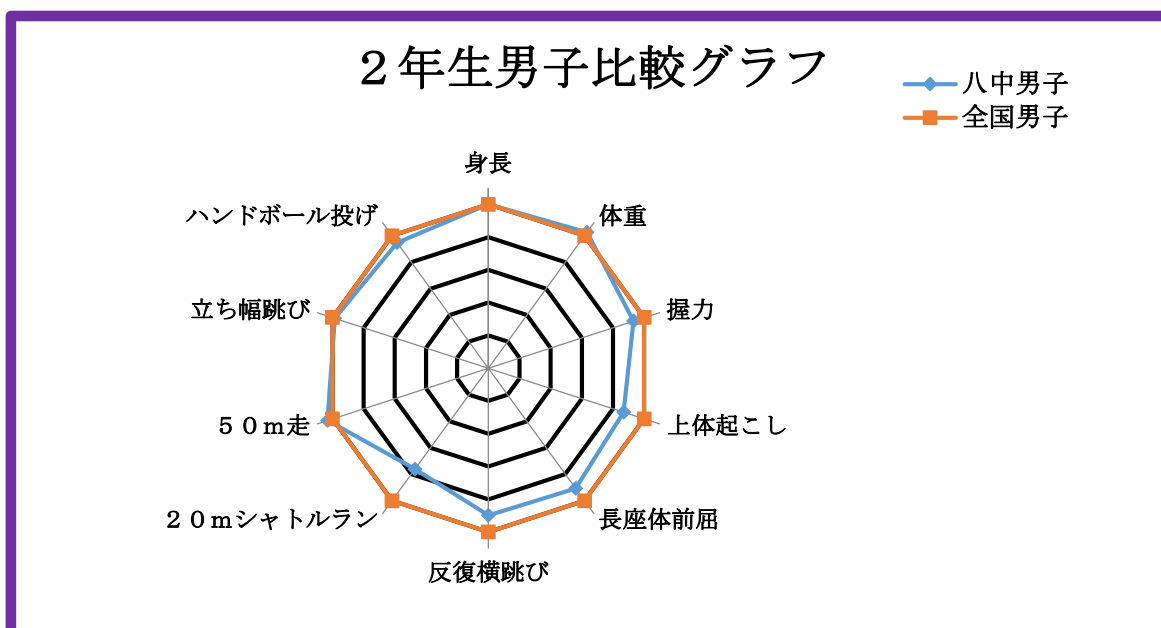 ２年生男子比較グラフ
八中男子
全国男子
身長
体重
握力
上体起こし
長座体前屈
反復横跳び
２０ｍシャトルラン
５０ｍ走
立ち幅跳び
ハンドボール投げ